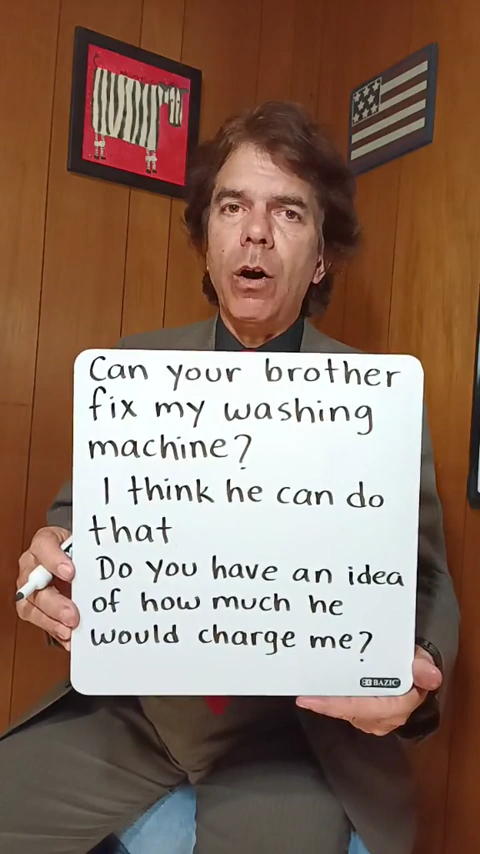 Can your brother
fix my washing
machine?
I think he can do
that
Do you have an idea
of how much he
would charge me?
BAZIC